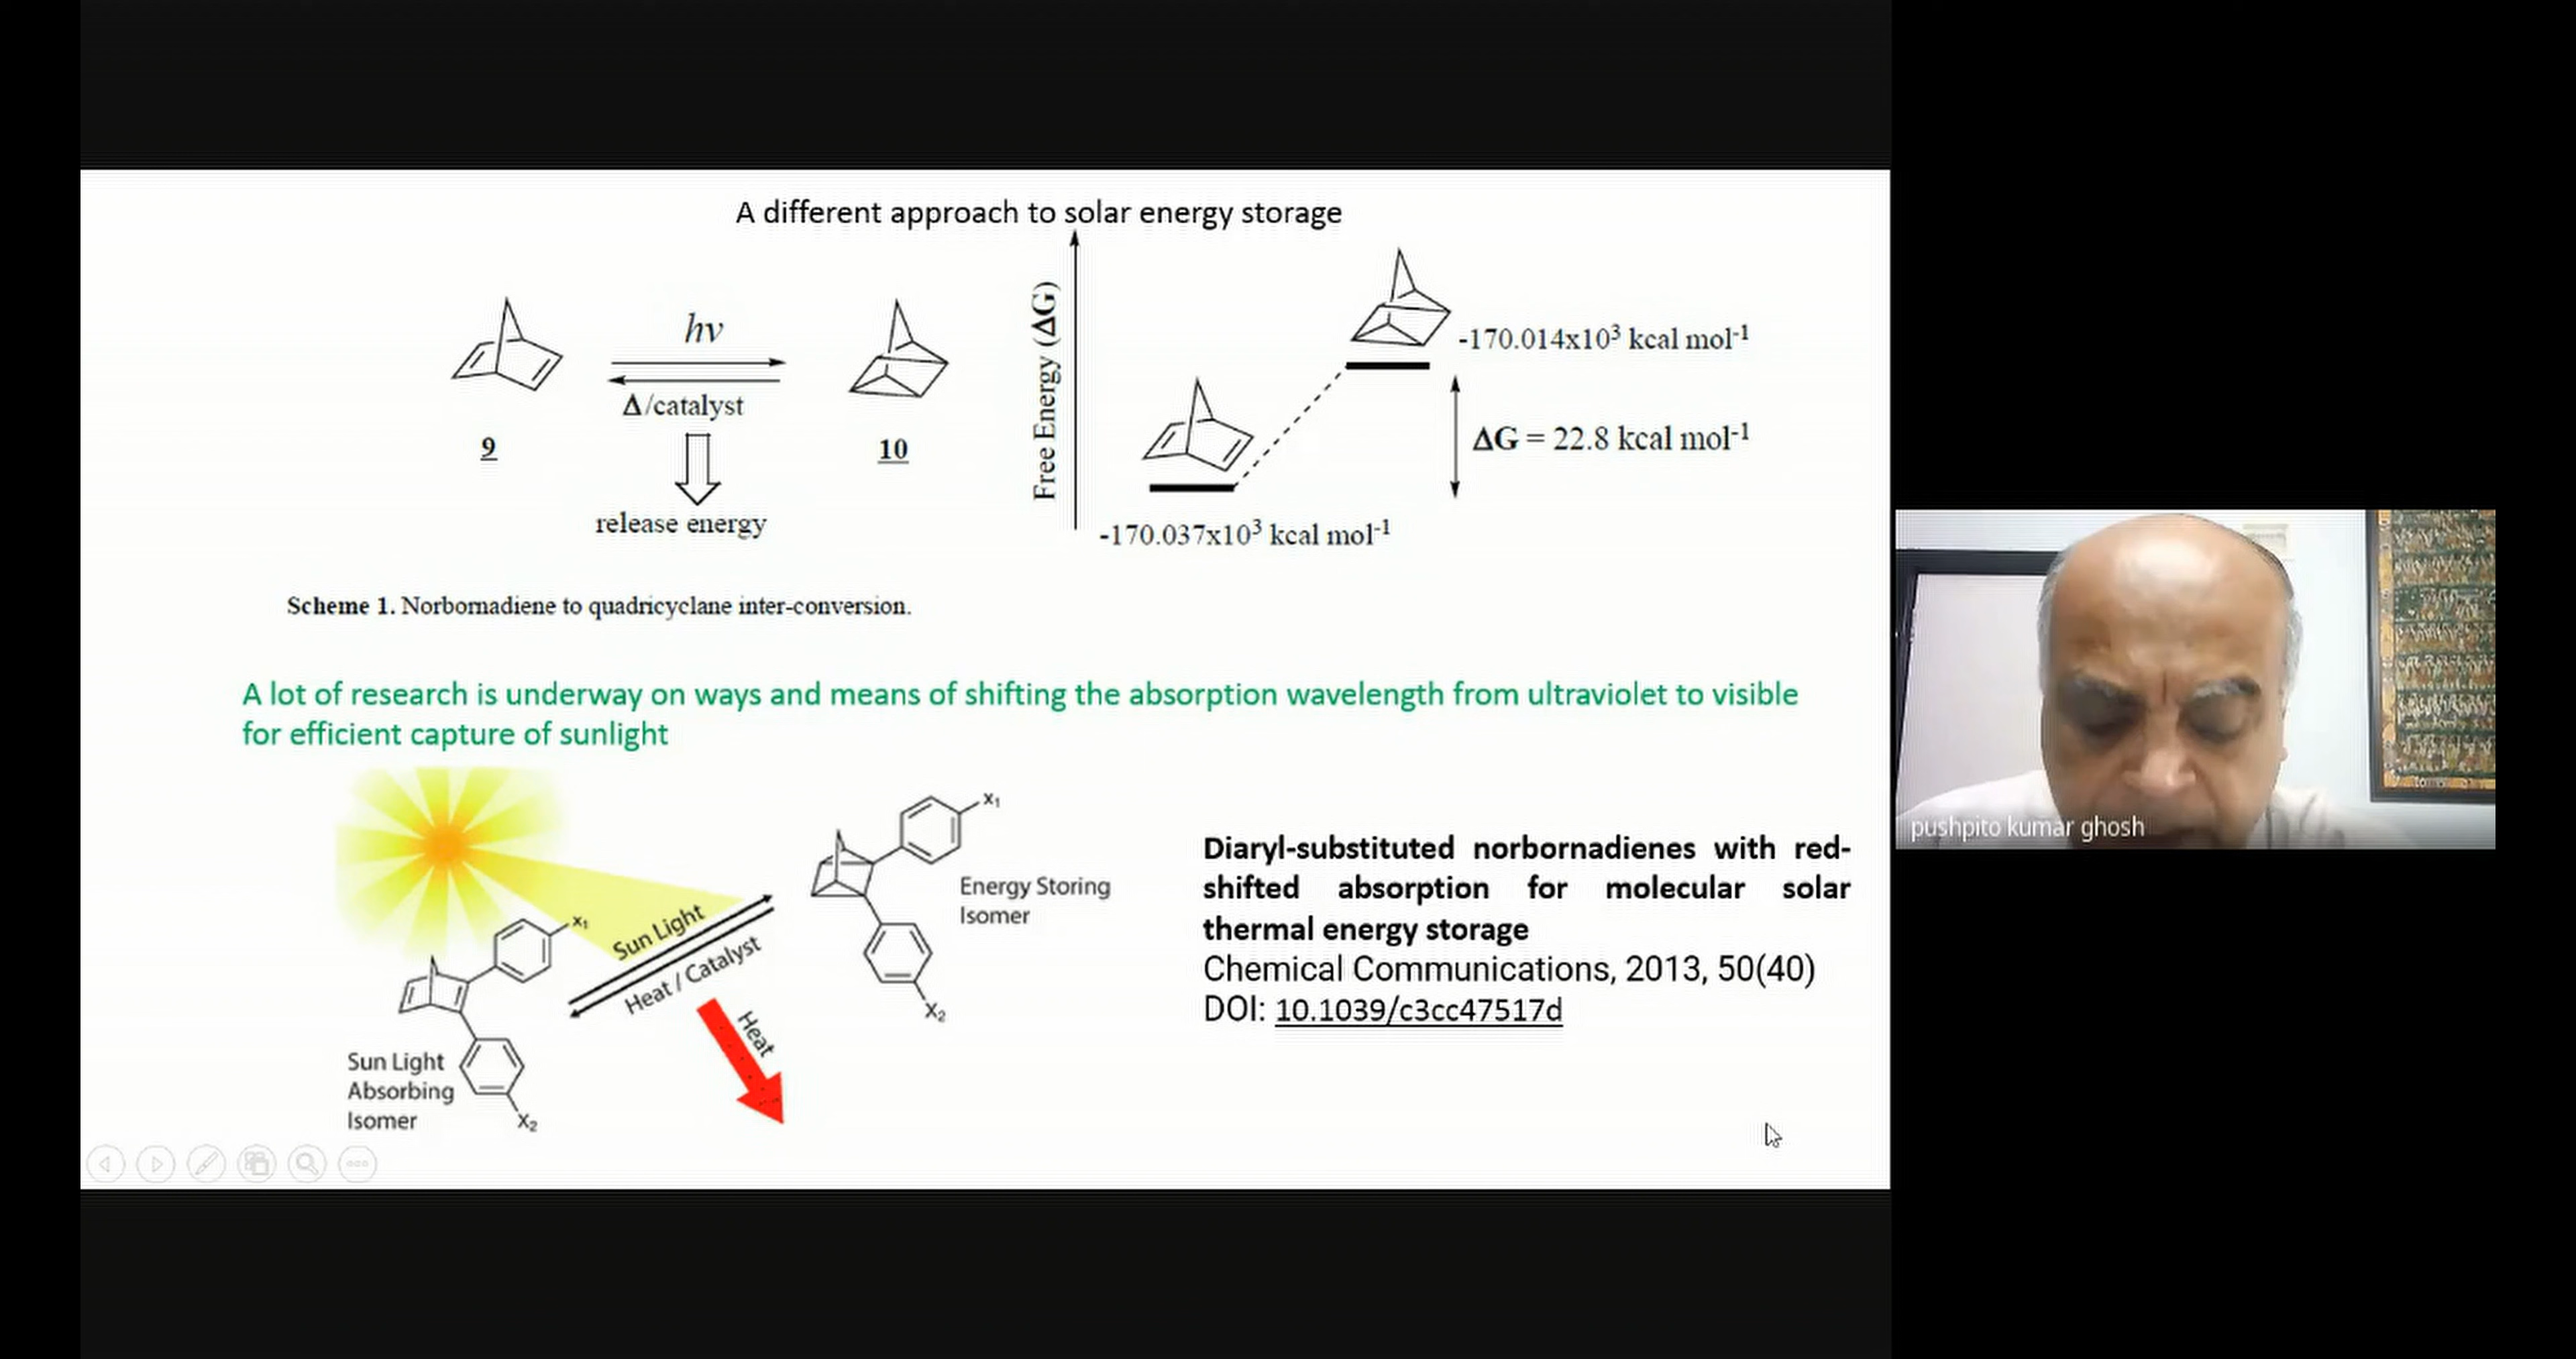 A different approach to solar energy storage
hν
Δ/catalyst
9
10
release energy
Free Energy (ΔG)
-170.014x10³ kcal mol⁻¹
ΔG = 22.8 kcal mol⁻¹
-170.037x10³ kcal mol⁻¹
Scheme 1. Norbornadiene to quadricyclane inter-conversion.
A lot of research is underway on ways and means of shifting the absorption wavelength from ultraviolet to visible
for efficient capture of sunlight
X₁
Energy Storing
Isomer
X₂
Sun Light
Heat / Catalyst
Heat
X₁
Sun Light
Absorbing
Isomer
X₂
Diaryl-substituted norbornadienes with red-
shifted absorption for molecular solar
thermal energy storage
Chemical Communications, 2013, 50(40)
DOI: 10.1039/c3cc47517d
pushpito kumar ghosh